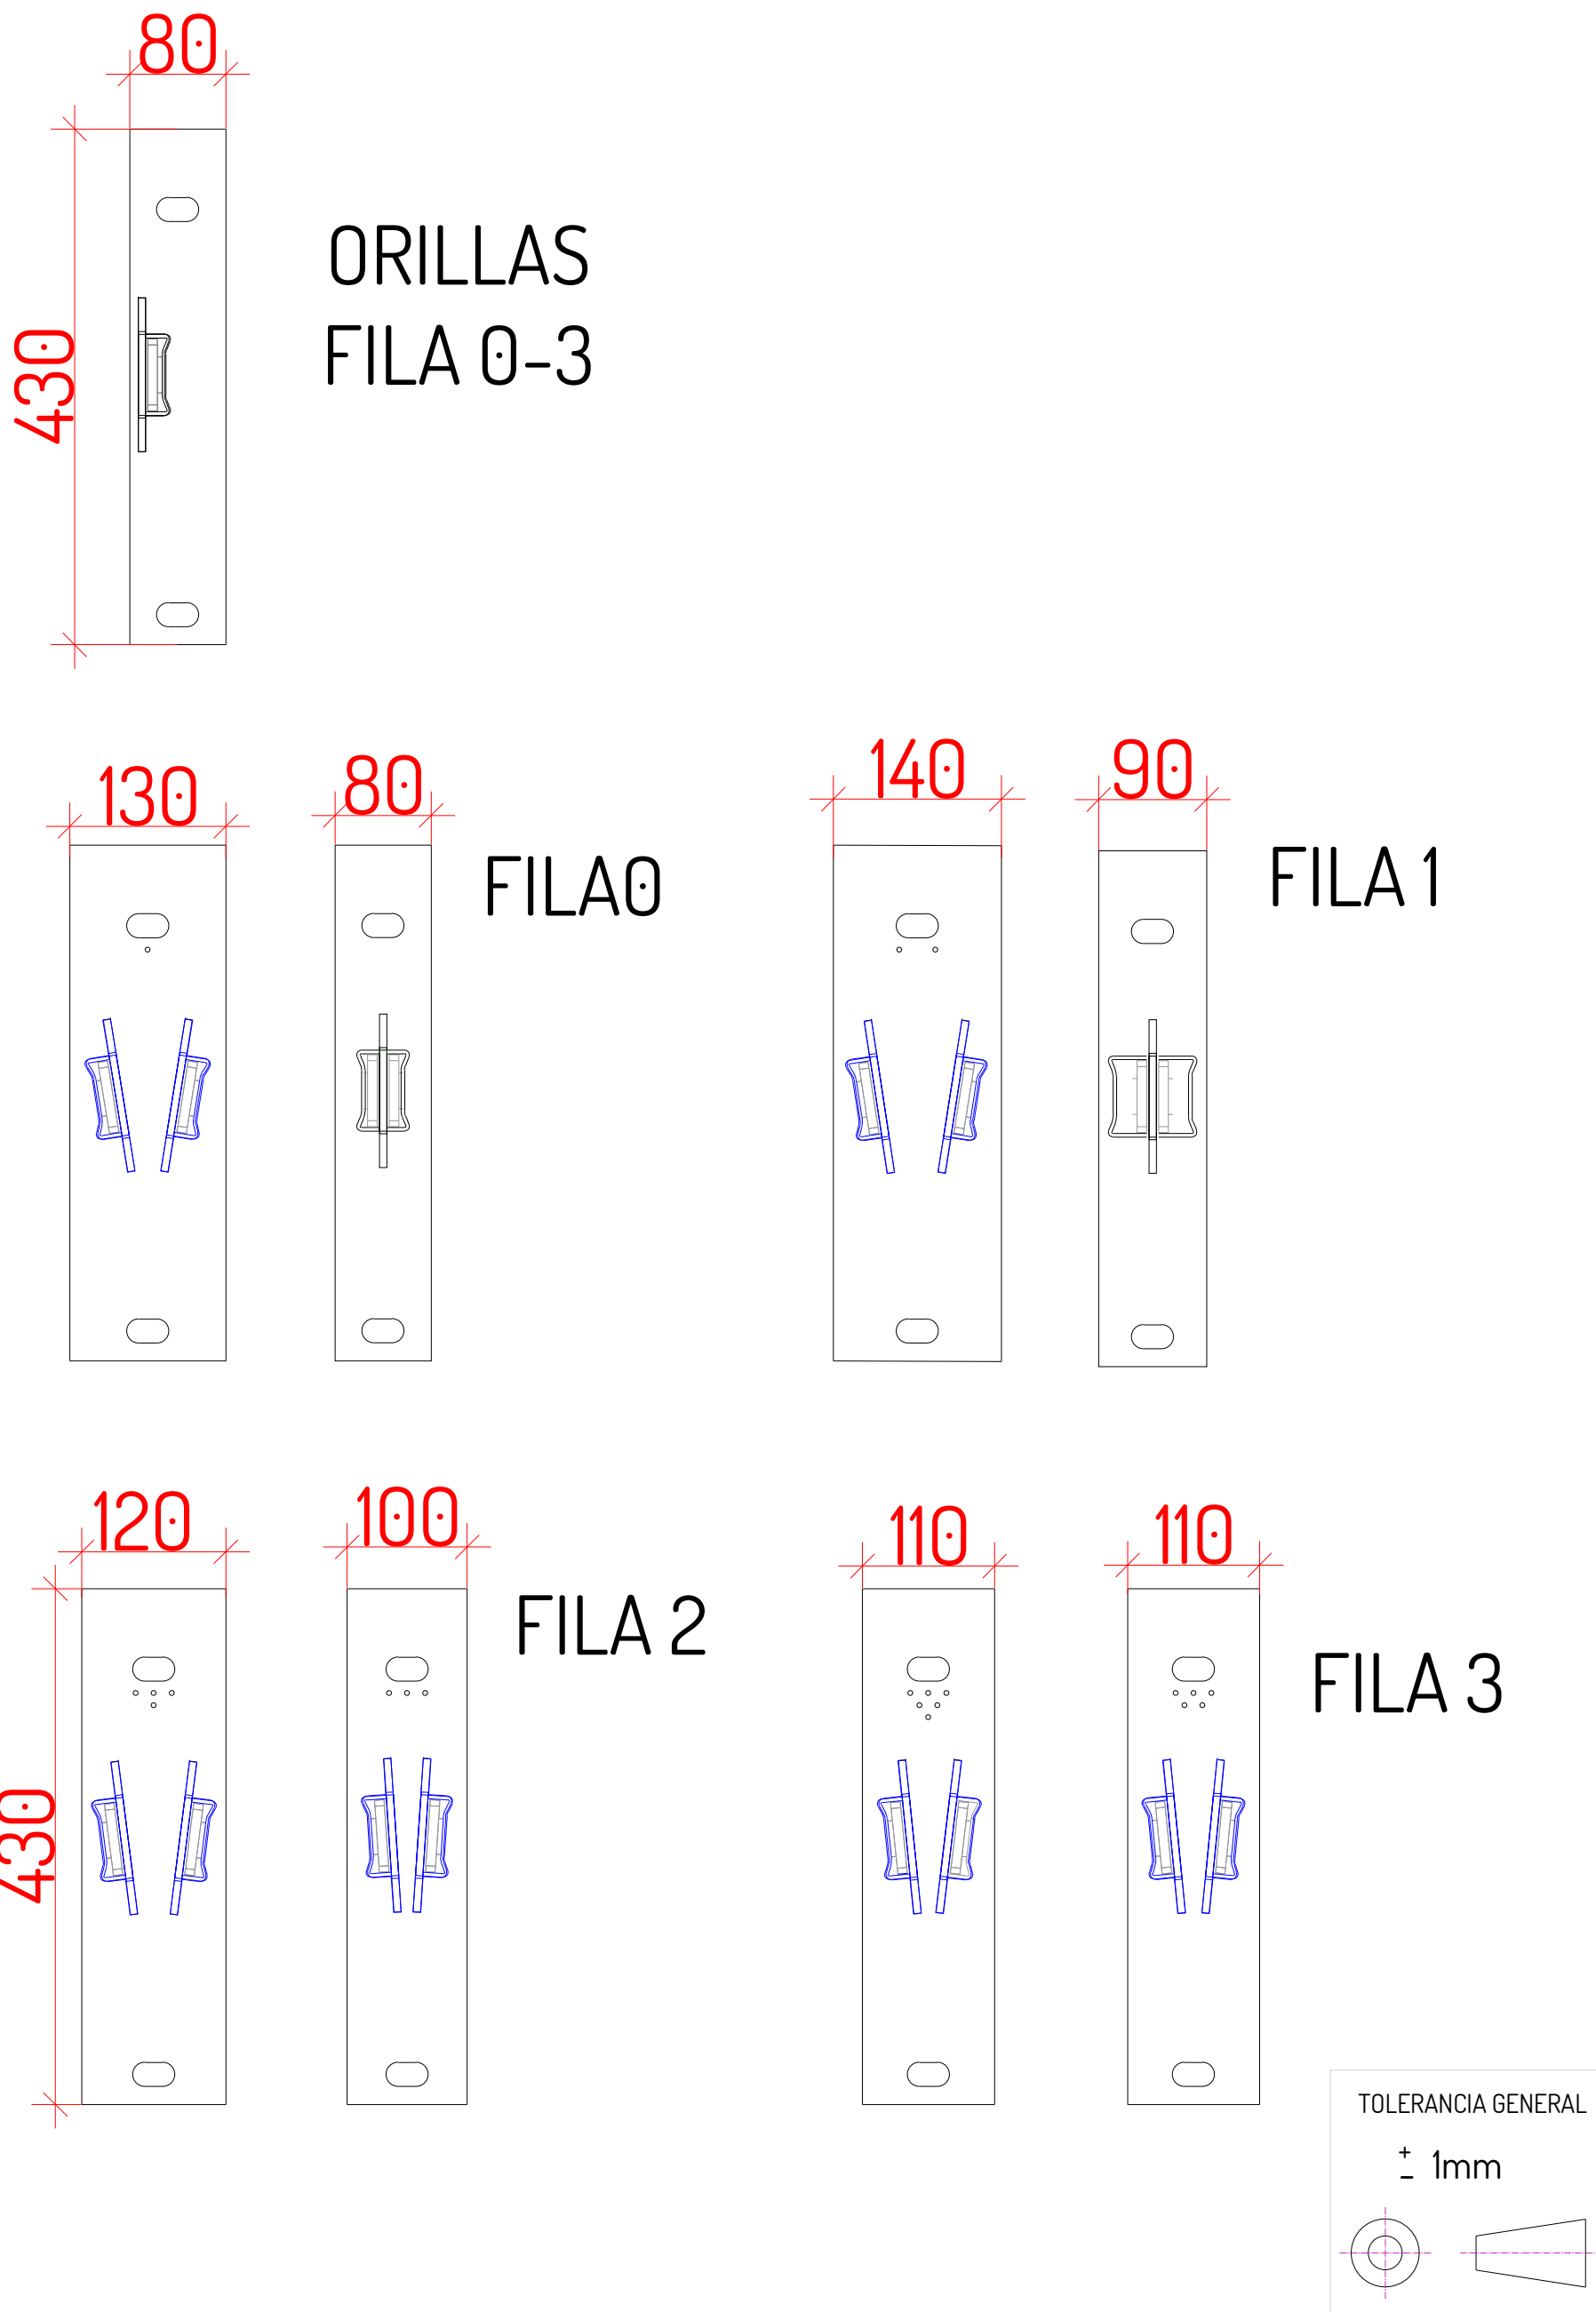 80
430
ORILLAS
FILA 0-3
130
80
FILA0
140
90
FILA 1
120
100
FILA 2
430
110
110
FILA 3
TOLERANCIA GENERAL
± 1mm